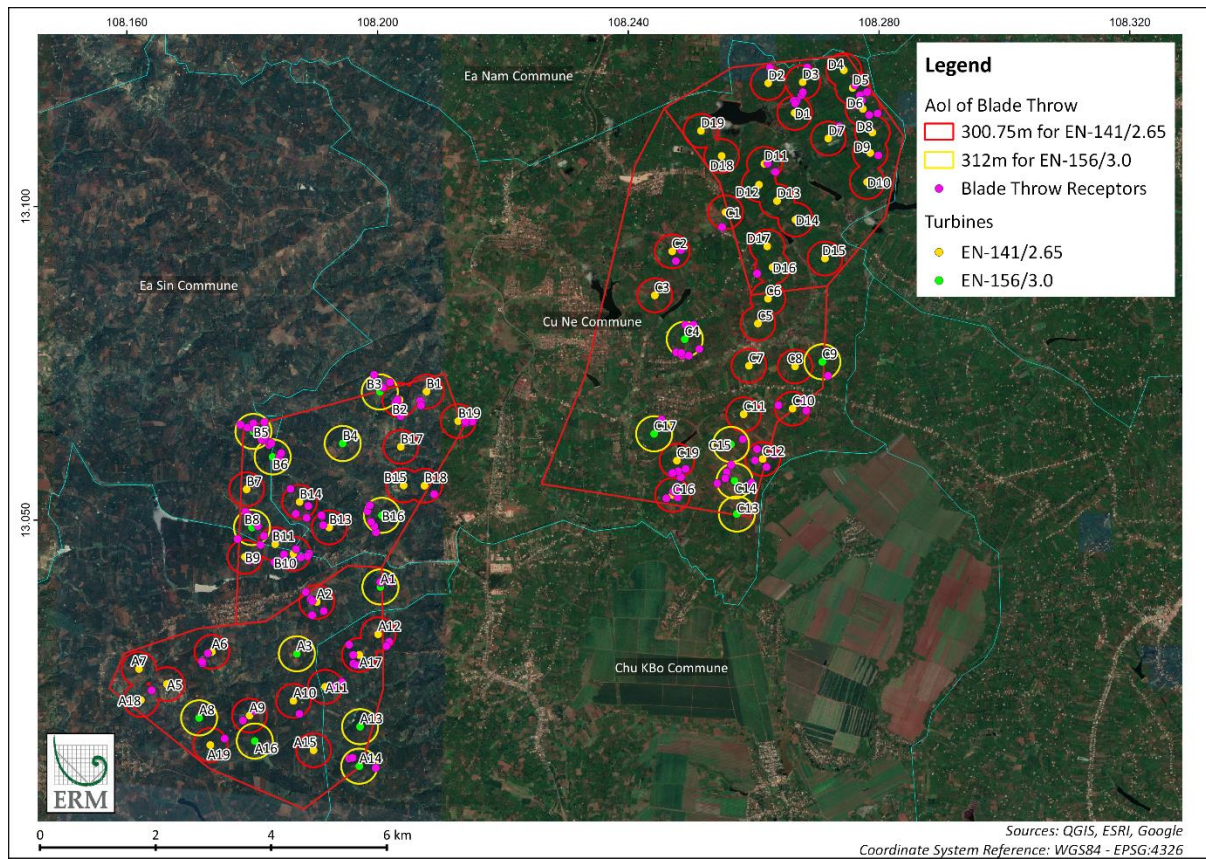 108.160 108.200 108.240 108.280 108.320
Legend
AoI of Blade Throw
300.75m for EN-141/2.65
312m for EN-156/3.0
Blade Throw Receptors
Turbines
EN-141/2.65
EN-156/3.0
Ea Nam Commune
D2 D3 D4
D5
D6
D1
D8
D7
D19
D9
D18
D11
D10
D12
D13
13.100
C1
D14
D17
C2
D15
D16
Ea Sin Commune
C3
C6
Cu Ne Commune
C5
C4
C7 C8 C9
B3
B1
B2
C10
C11
B19
B5
C17
B4
B17
C15
B6
C19
C12
B7
B15
B18
C14
B14
C16
13.050
B8
B13
B16
C13
B11
B9
B10
A1
A2
A12
A6
A3
A17
A7
Chu KBo Commune
A5
A11
A18
A10
A8
A9
A13
A19
A16
A15
A14
ERM
0 2 4 6 km
Sources: QGIS, ESRI, Google
Coordinate System Reference: WGS84 - EPSG:4326